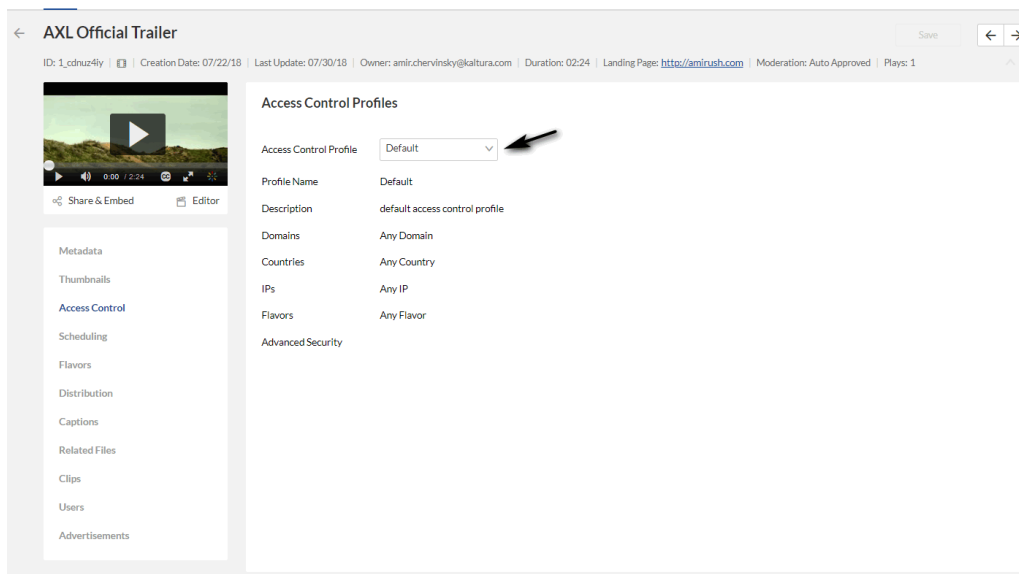 AXL Official Trailer
Save
ID: 1_cdnuz4iy | Creation Date: 07/22/18 | Last Update: 07/30/18 | Owner: amir.chervinsky@kaltura.com | Duration: 02:24 | Landing Page: http://amirush.com | Moderation: Auto Approved | Plays: 1
0:00 / 2:24 CC
Share & Embed Editor
Metadata
Thumbnails
Access Control
Scheduling
Flavors
Distribution
Captions
Related Files
Clips
Users
Advertisements
Access Control Profiles
Access Control Profile Default
Profile Name Default
Description default access control profile
Domains Any Domain
Countries Any Country
IPs Any IP
Flavors Any Flavor
Advanced Security